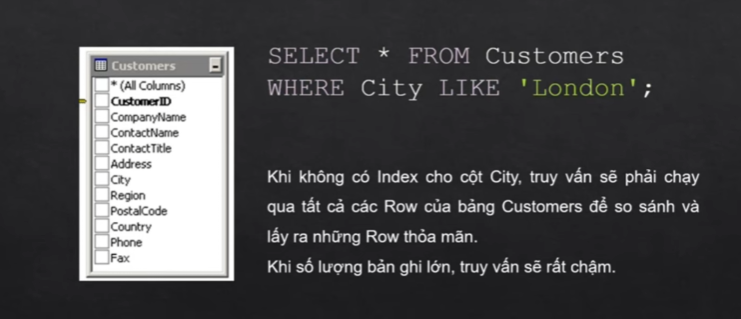 Customers
* (All Columns)
CustomerID
CompanyName
ContactName
ContactTitle
Address
City
Region
PostalCode
Country
Phone
Fax
SELECT * FROM Customers
WHERE City LIKE 'London';
Khi không có Index cho cột City, truy vấn sẽ phải chạy
qua tất cả các Row của bảng Customers để so sánh và
lấy ra những Row thỏa mãn.
Khi số lượng bản ghi lớn, truy vấn sẽ rất chậm.